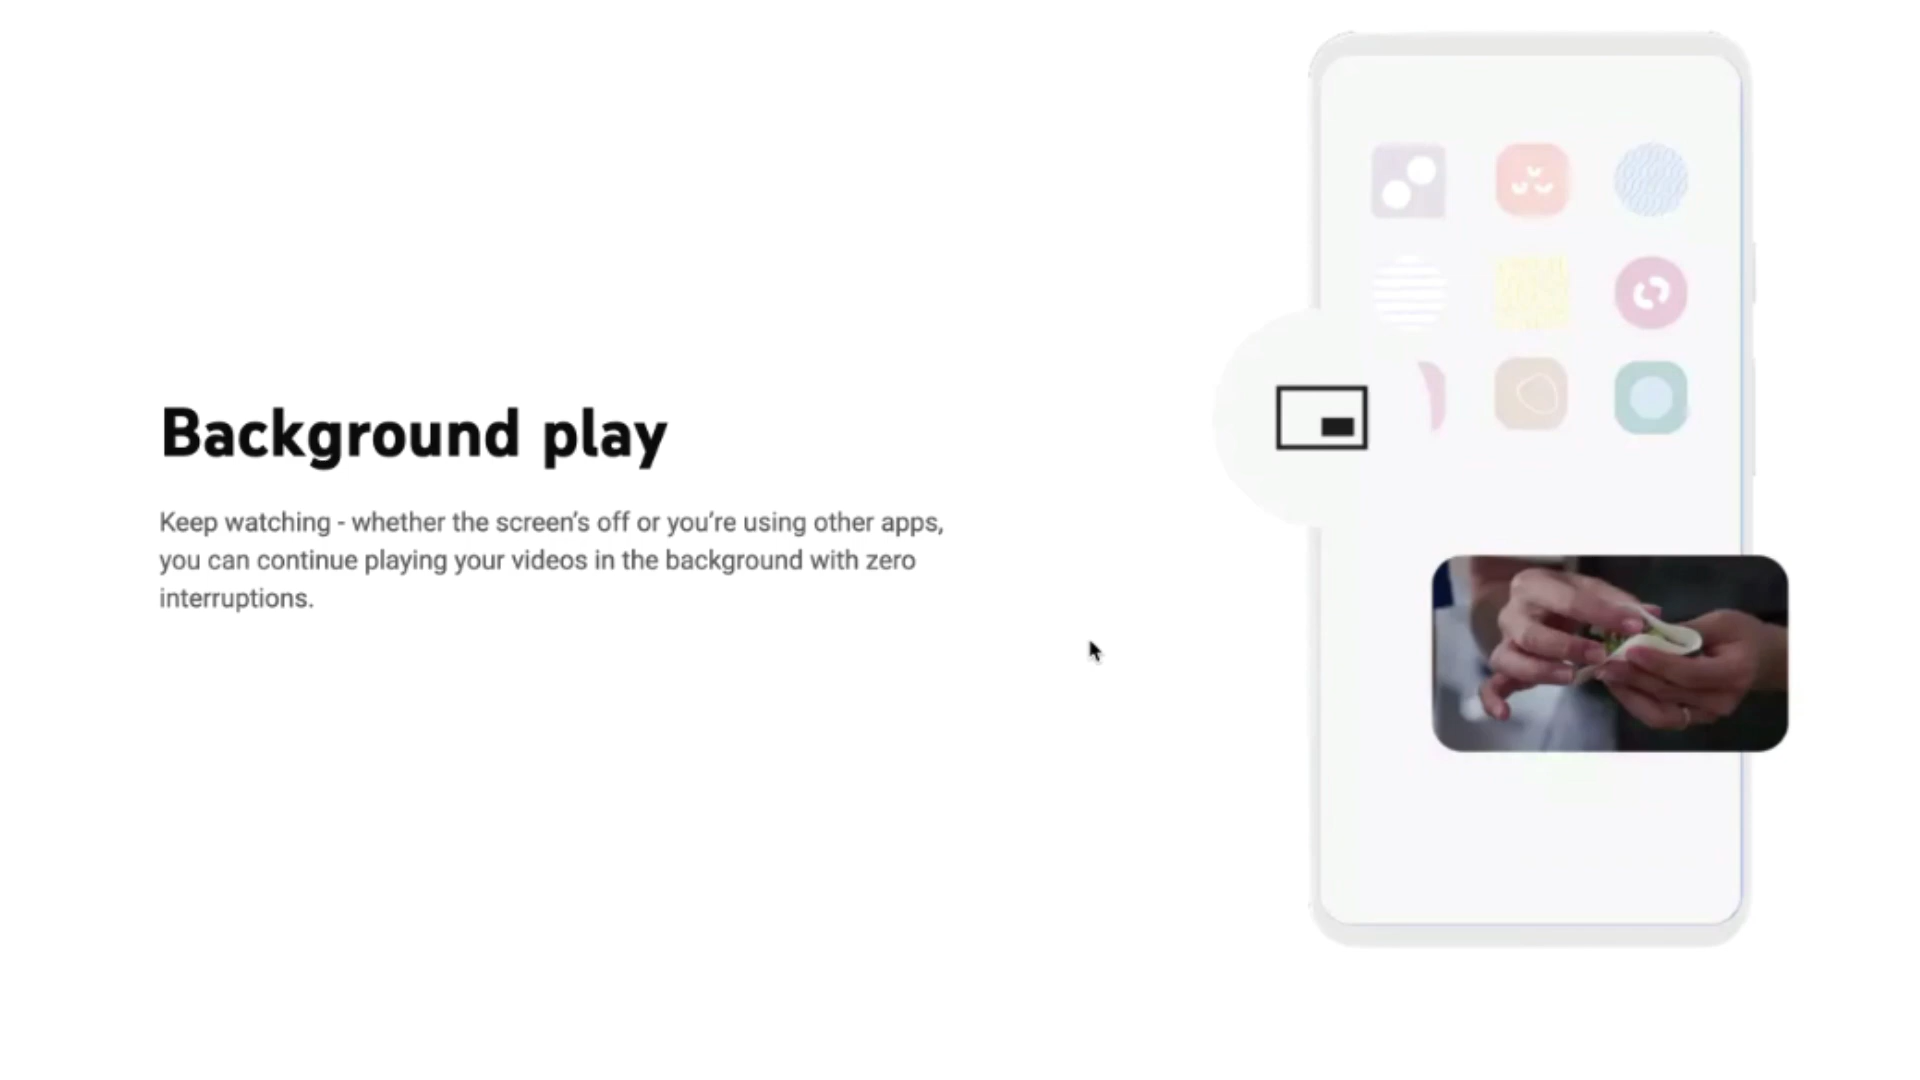 Background play
Keep watching - whether the screen's off or you're using other apps,
you can continue playing your videos in the background with zero
interruptions.